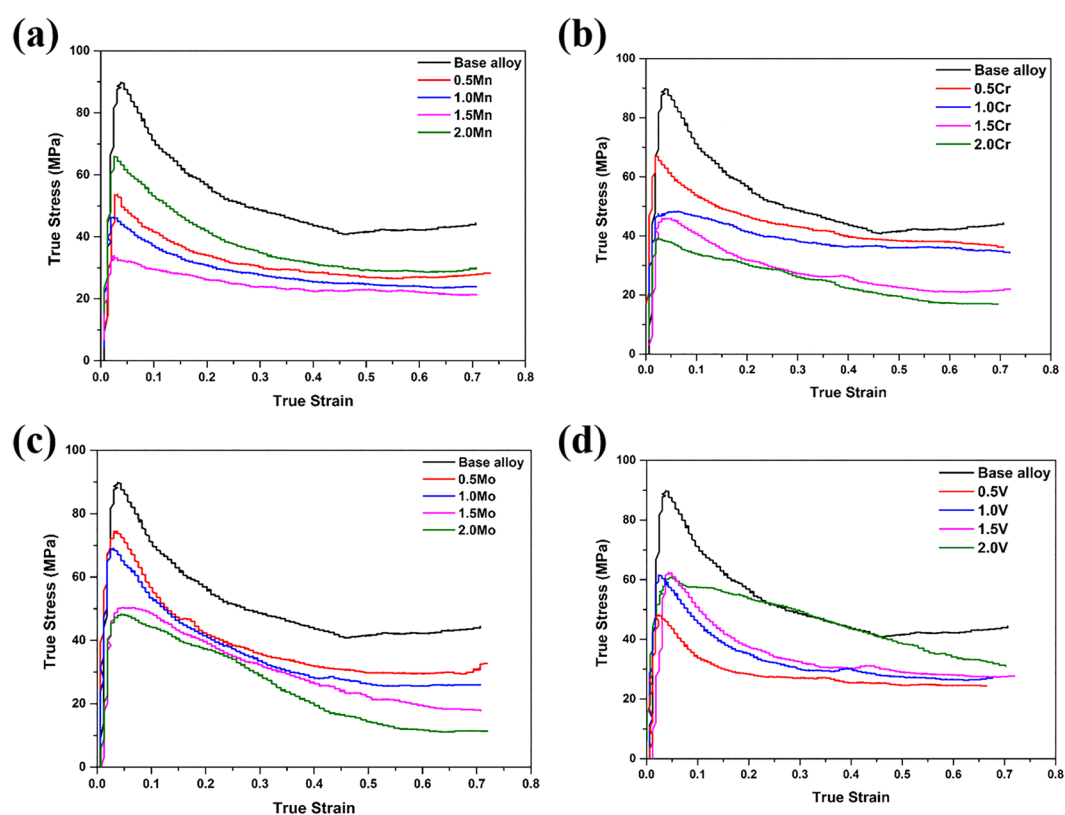 (a)
100
80
60
40
20
0
True Stress (MPa)
Base alloy
0.5Mn
1.0Mn
1.5Mn
2.0Mn
0.0 0.1 0.2 0.3 0.4 0.5 0.6 0.7 0.8
True Strain
(b)
100
80
60
40
20
0
True Stress (MPa)
Base alloy
0.5Cr
1.0Cr
1.5Cr
2.0Cr
0.0 0.1 0.2 0.3 0.4 0.5 0.6 0.7 0.8
True Strain
(c)
100
80
60
40
20
0
True Stress (MPa)
Base alloy
0.5Mo
1.0Mo
1.5Mo
2.0Mo
0.0 0.1 0.2 0.3 0.4 0.5 0.6 0.7 0.8
True Strain
(d)
100
80
60
40
20
0
True Stress (MPa)
Base alloy
0.5V
1.0V
1.5V
2.0V
0.0 0.1 0.2 0.3 0.4 0.5 0.6 0.7 0.8
True Strain